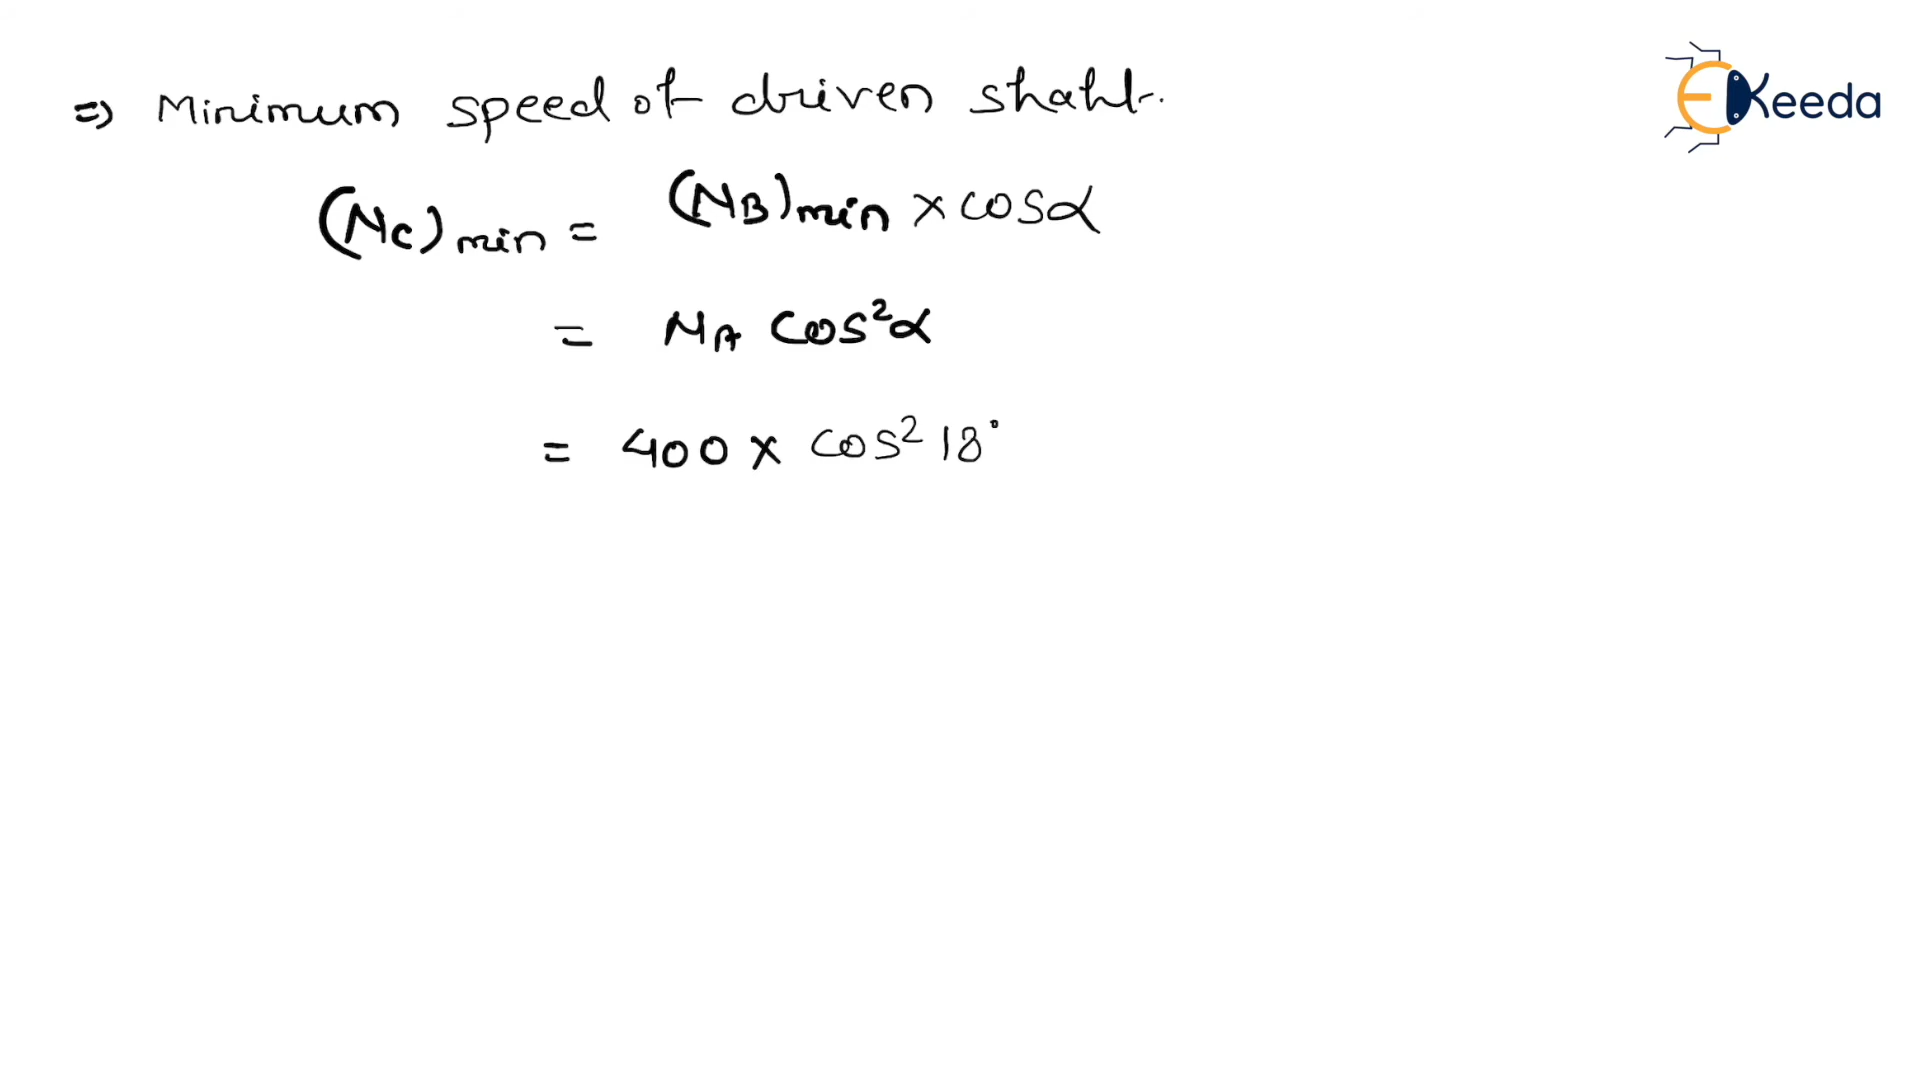 ⇒ Minimum speed of driven shaft.
EKeeda
(NC)min = (NB)min × cosα
= NA cos²α
= 400 × cos² 18°